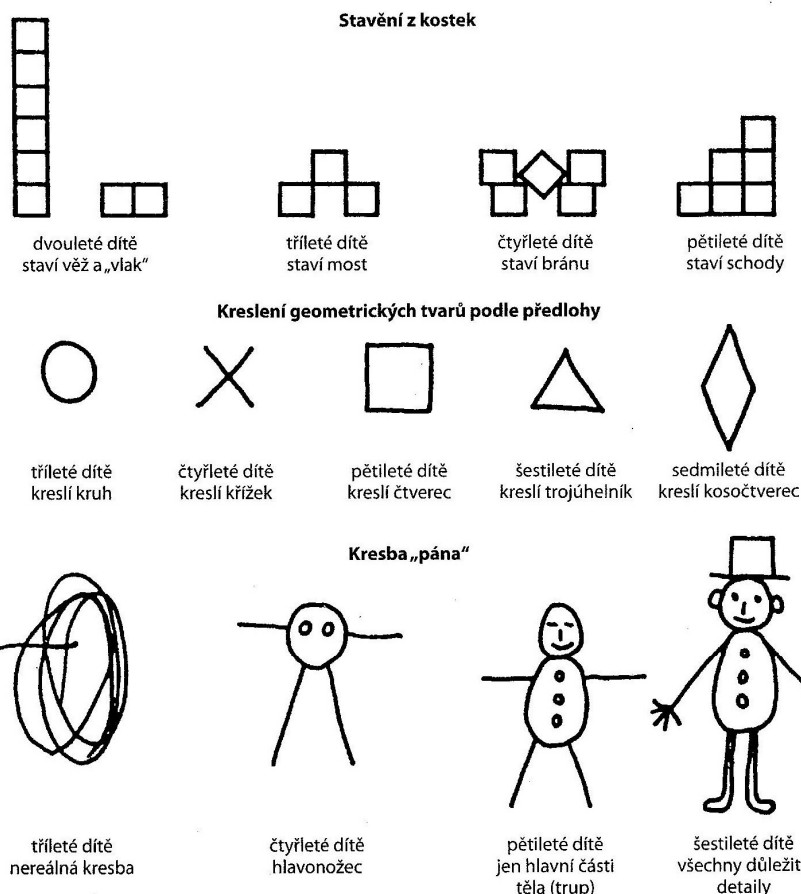 Stavění z kostek
dvouleté dítě
staví věž a „vlak“
tříleté dítě
staví most
čtyřleté dítě
staví bránu
pětileté dítě
staví schody
Kreslení geometrických tvarů podle předlohy
tříleté dítě
kreslí kruh
čtyřleté dítě
kreslí křížek
pětileté dítě
kreslí čtverec
šestileté dítě
kreslí trojúhelník
sedmileté dítě
kreslí kosočtverec
Kresba „pána“
tříleté dítě
nereálná kresba
čtyřleté dítě
hlavonožec
pětileté dítě
jen hlavní části
těla (trup)
šestileté dítě
všechny důležit
detaily